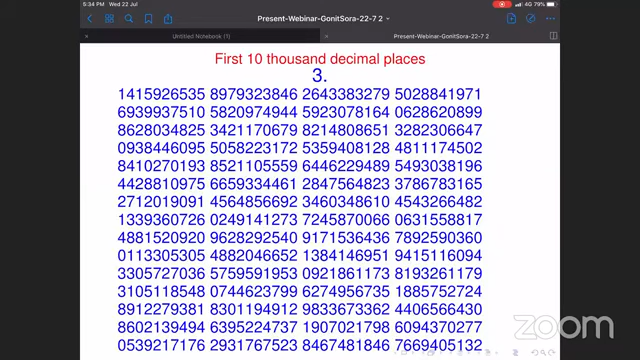 5:34 PM Wed 22 Jul
Present-Webinar-GonitSora-22-7 2
4G 79%
Untitled Notebook (1)
Present-Webinar-GonitSora-22-7 2
First 10 thousand decimal places
3.
1415926535 8979323846 2643383279 5028841971
6939937510 5820974944 5923078164 0628620899
8628034825 3421170679 8214808651 3282306647
0938446095 5058223172 5359408128 4811174502
8410270193 8521105559 6446229489 5493038196
4428810975 6659334461 2847564823 3786783165
2712019091 4564856692 3460348610 4543266482
1339360726 0249141273 7245870066 0631558817
4881520920 9628292540 9171536436 7892590360
0113305305 4882046652 1384146951 9415116094
3305727036 5759591953 0921861173 8193261179
3105118548 0744623799 6274956735 1885752724
8912279381 8301194912 9833673362 4406566430
8602139494 6395224737 1907021798 6094370277
0539217176 2931767523 8467481846 7669405132
zoom